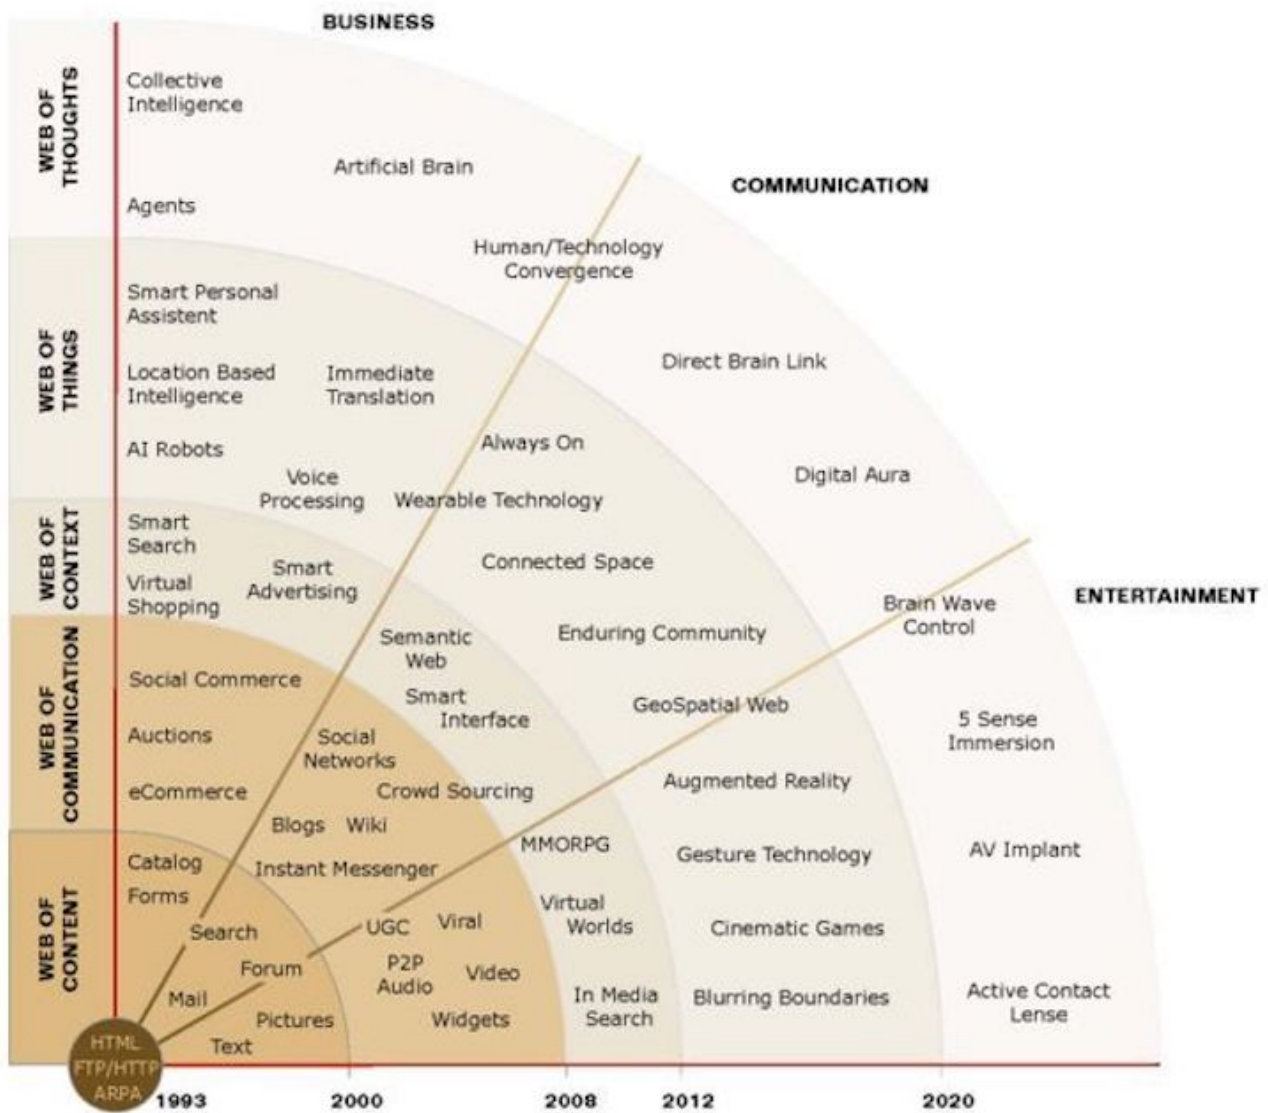 BUSINESS
COMMUNICATION
ENTERTAINMENT
WEB OF
THOUGHTS
Collective
Intelligence
Artificial Brain
Agents
Human/Technology
Convergence
Direct Brain Link
Digital Aura
Brain Wave
Control
5 Sense
Immersion
AV Implant
Active Contact
Lense
WEB OF
THINGS
Smart Personal
Assistent
Location Based
Intelligence
Immediate
Translation
AI Robots
Voice
Processing
Always On
Wearable Technology
Connected Space
Enduring Community
GeoSpatial Web
Augmented Reality
Gesture Technology
Cinematic Games
Blurring Boundaries
WEB OF
CONTEXT
Smart
Search
Virtual
Shopping
Smart
Advertising
Semantic
Web
Smart
Interface
MMORPG
Virtual
Worlds
In Media
Search
WEB OF
COMMUNICATION
Social Commerce
Auctions
eCommerce
Social
Networks
Crowd Sourcing
Blogs Wiki
Instant Messenger
UGC Viral
P2P
Audio
Video
Widgets
WEB OF
CONTENT
Catalog
Forms
Search
Forum
Mail
Pictures
Text
HTML
FTP/HTTP
ARPA
1993 2000 2008 2012 2020